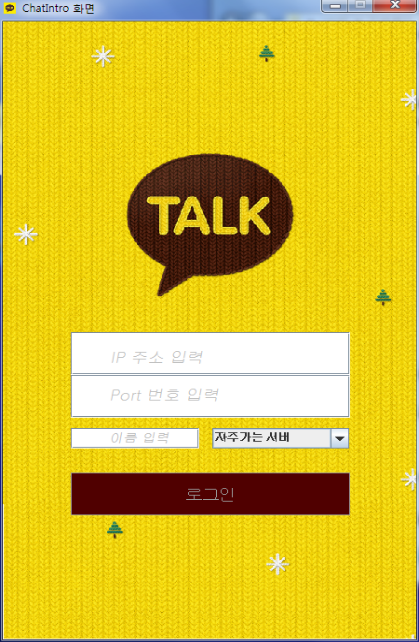 ChatIntro 화면
TALK
IP 주소 입력
Port 번호 입력
이름 입력
자주가는 서버
로그인